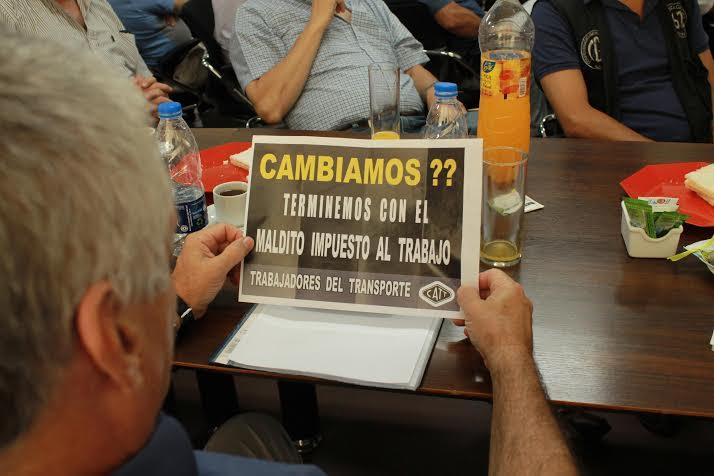 CAMBIAMOS ??
TERMINEMOS CON EL
MALDITO IMPUESTO AL TRABAJO
TRABAJADORES DEL TRANSPORTE
CATT